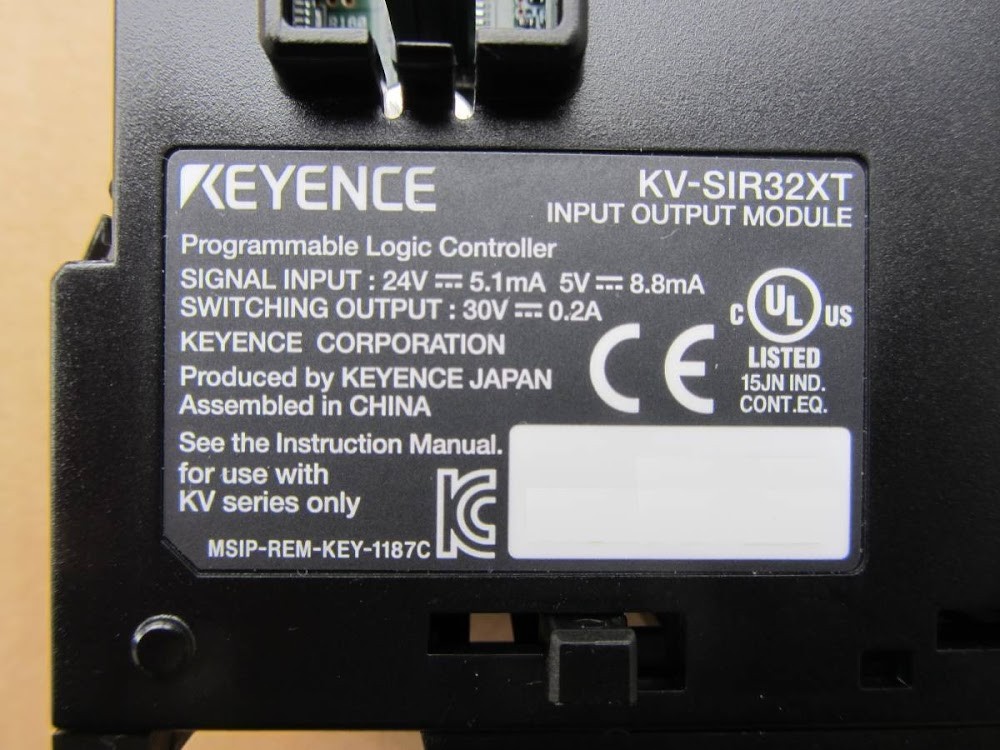 KEYENCE
KV-SIR32XT
INPUT OUTPUT MODULE
Programmable Logic Controller
SIGNAL INPUT : 24V ⎓ 5.1mA 5V ⎓ 8.8mA
SWITCHING OUTPUT : 30V ⎓ 0.2A
KEYENCE CORPORATION
Produced by KEYENCE JAPAN
Assembled in CHINA
CE
C UL US
LISTED
15JN IND.
CONT.EQ.
See the Instruction Manual.
for use with
KV series only
MSIP-REM-KEY-1187C